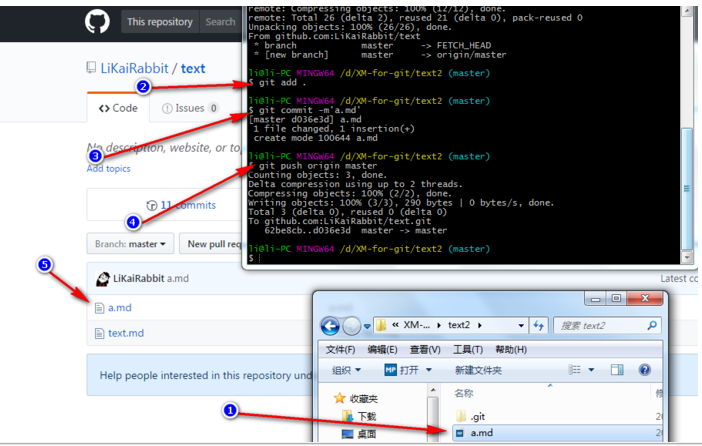 This repository
Search
LiKaiRabbit / text
<> Code
Issues 0
No description, website, or to
Add topics
11 commits
Branch: master
New pull req
LiKaiRabbit a.md
Latest co
a.md
text.md
Help people interested in this repository und
remote: Compressing objects: 100% (12/12), done.
remote: Total 26 (delta 2), reused 21 (delta 0), pack-reused 0
Unpacking objects: 100% (26/26), done.
From github.com:LiKaiRabbit/text
* branch master -> FETCH_HEAD
* [new branch] master -> origin/master
li@li-PC MINGW64 /d/XM-for-git/text2 (master)
$ git add .
li@li-PC MINGW64 /d/XM-for-git/text2 (master)
$ git commit -m'a.md'
[master d036e3d] a.md
1 file changed, 1 insertion(+)
create mode 100644 a.md
li@li-PC MINGW64 /d/XM-for-git/text2 (master)
$ git push origin master
Counting objects: 3, done.
Delta compression using up to 2 threads.
Compressing objects: 100% (2/2), done.
Writing objects: 100% (3/3), 290 bytes | 0 bytes/s, done.
Total 3 (delta 0), reused 0 (delta 0)
To github.com:LiKaiRabbit/text.git
62be8cb..d036e3d master -> master
li@li-PC MINGW64 /d/XM-for-git/text2 (master)
$
2
3
4
5
1
« XM-... ▸ text2 ▸
搜索 text2
文件(F) 编辑(E) 查看(V) 工具(T) 帮助(H)
组织 打开 新建文件夹
收藏夹
下载
桌面
名称
修
.git
20
a.md
20